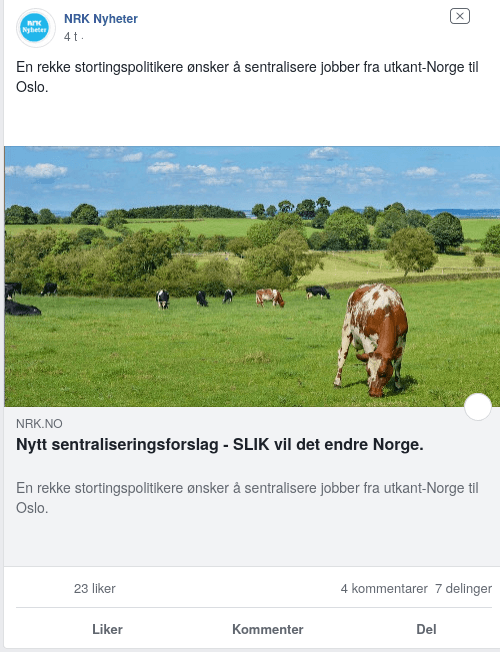 NRK
Nyheter
NRK Nyheter
4 t ·
En rekke stortingspolitikere ønsker å sentralisere jobber fra utkant-Norge til
Oslo.
NRK.NO
Nytt sentraliseringsforslag - SLIK vil det endre Norge.
En rekke stortingspolitikere ønsker å sentralisere jobber fra utkant-Norge til
Oslo.
23 liker 4 kommentarer 7 delinger
Liker Kommenter Del